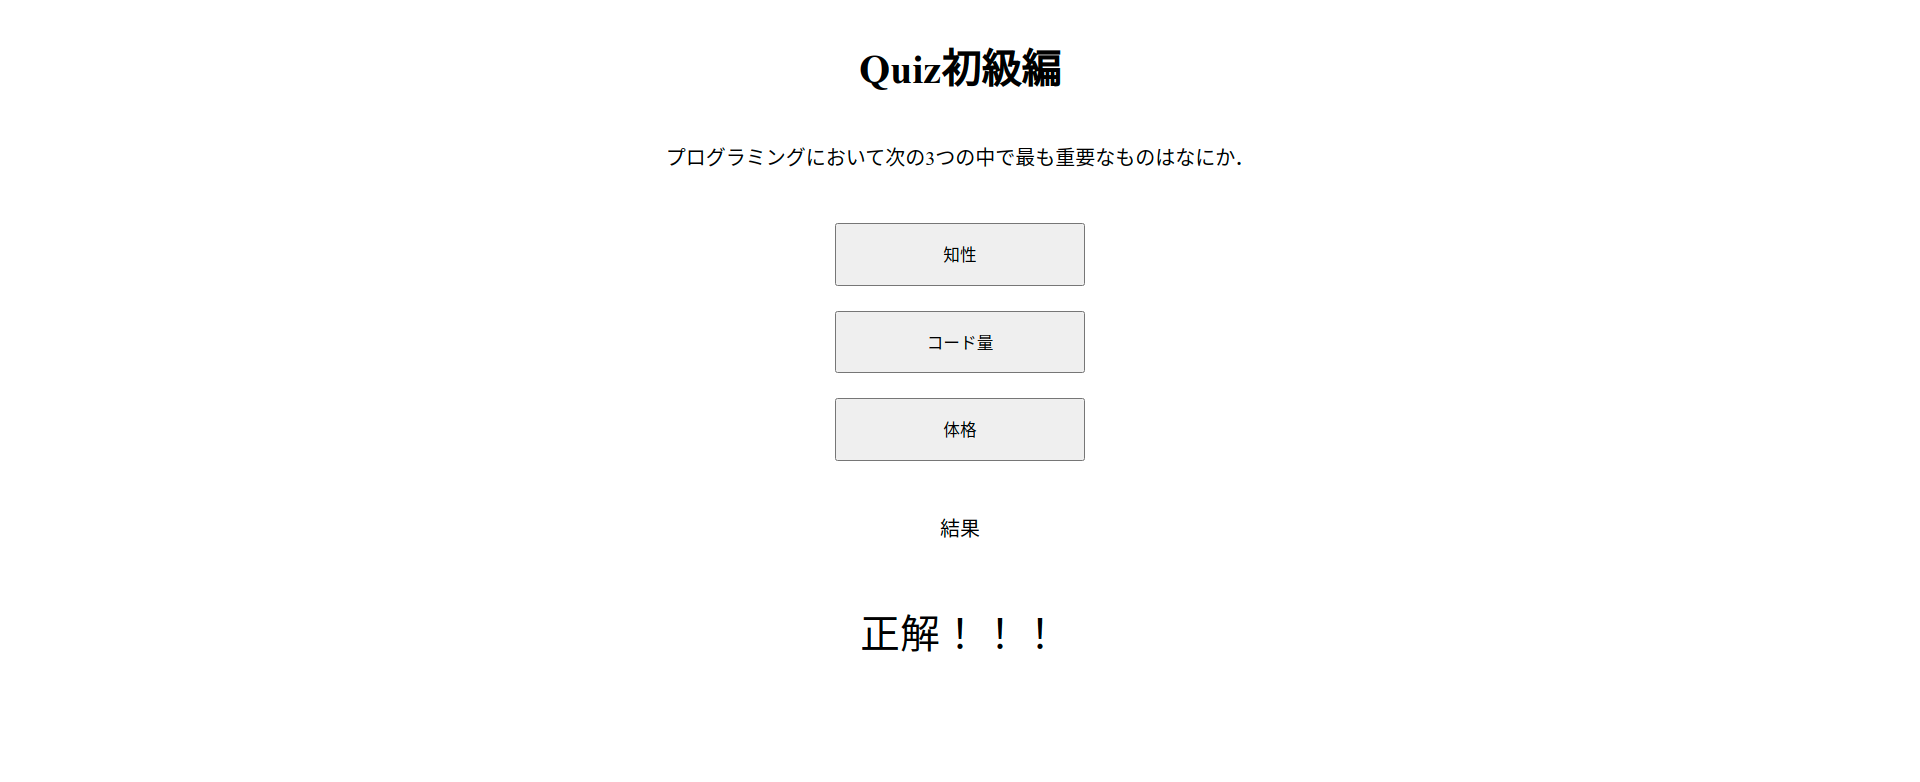 Quiz初級編
プログラミングにおいて次の3つの中で最も重要なものはなにか．
知性
コード量
体格
結果
正解！！！